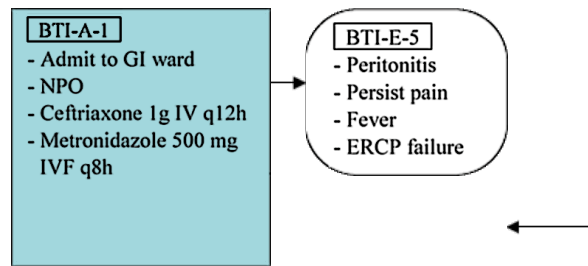 BTI-A-1
- Admit to GI ward
- NPO
- Ceftriaxone 1g IV q12h
- Metronidazole 500 mg
IVF q8h
BTI-E-5
- Peritonitis
- Persist pain
- Fever
- ERCP failure